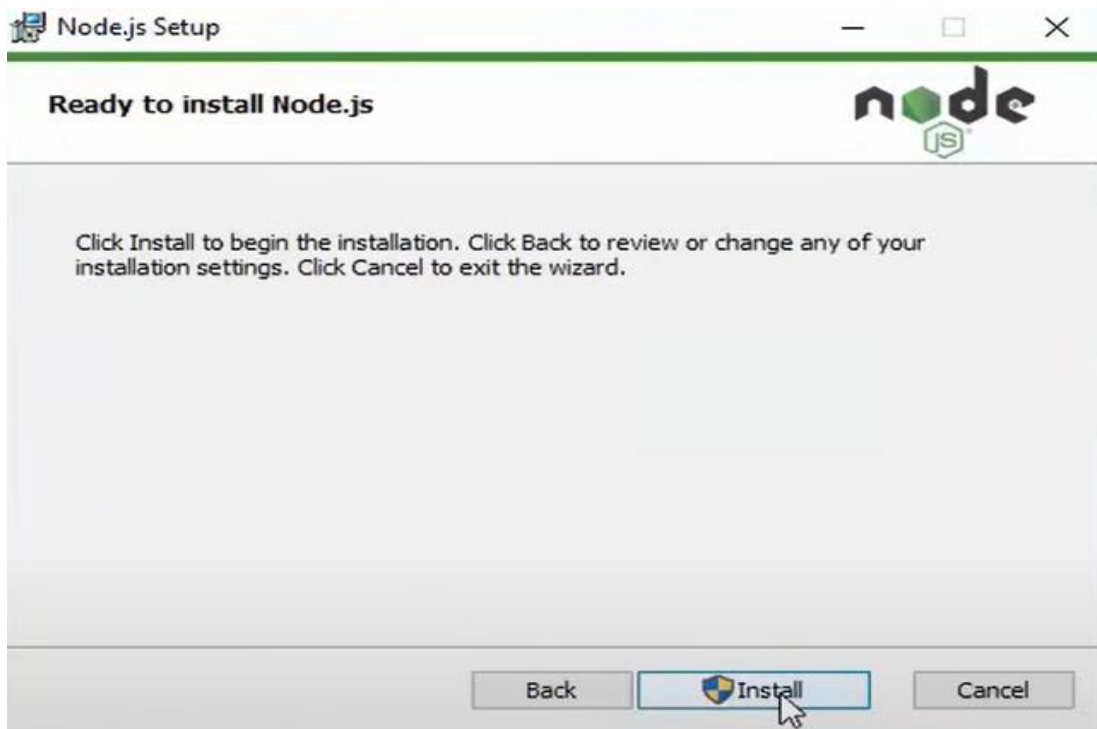 Node.js Setup
Ready to install Node.js
node
JS
Click Install to begin the installation. Click Back to review or change any of your
installation settings. Click Cancel to exit the wizard.
Back
Install
Cancel